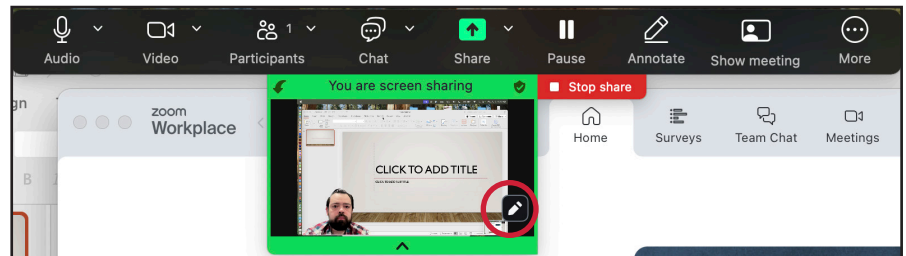 1
Audio Video Participants Chat Share Pause Annotate Show meeting More
You are screen sharing Stop share
gn
zoom
Workplace
Home Surveys Team Chat Meetings
CLICK TO ADD TITLE
B I